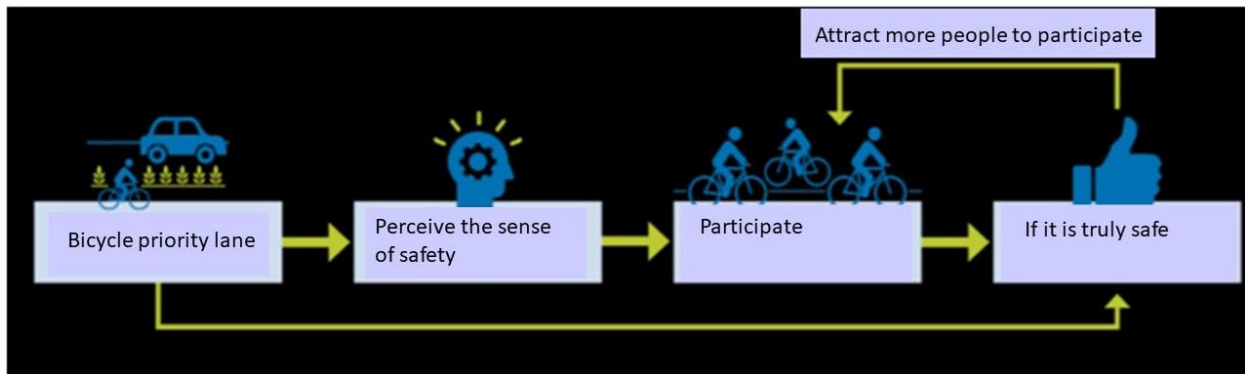 Attract more people to participate
Bicycle priority lane
Perceive the sense
of safety
Participate
If it is truly safe